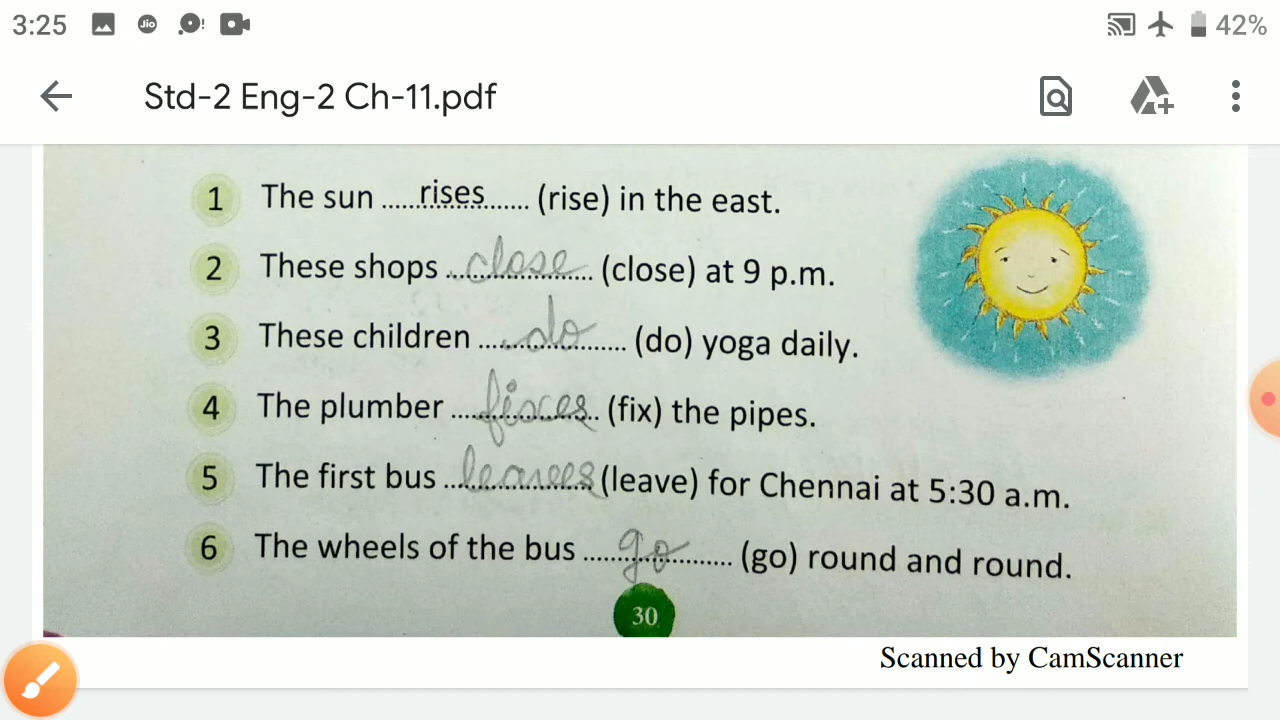 3:25 Jio 42%
Std-2 Eng-2 Ch-11.pdf
1 The sun ......rises....... (rise) in the east.
2 These shops ...close... (close) at 9 p.m.
3 These children ...do... (do) yoga daily.
4 The plumber ...fixes... (fix) the pipes.
5 The first bus ...leaves (leave) for Chennai at 5:30 a.m.
6 The wheels of the bus ...go... (go) round and round.
30
Scanned by CamScanner